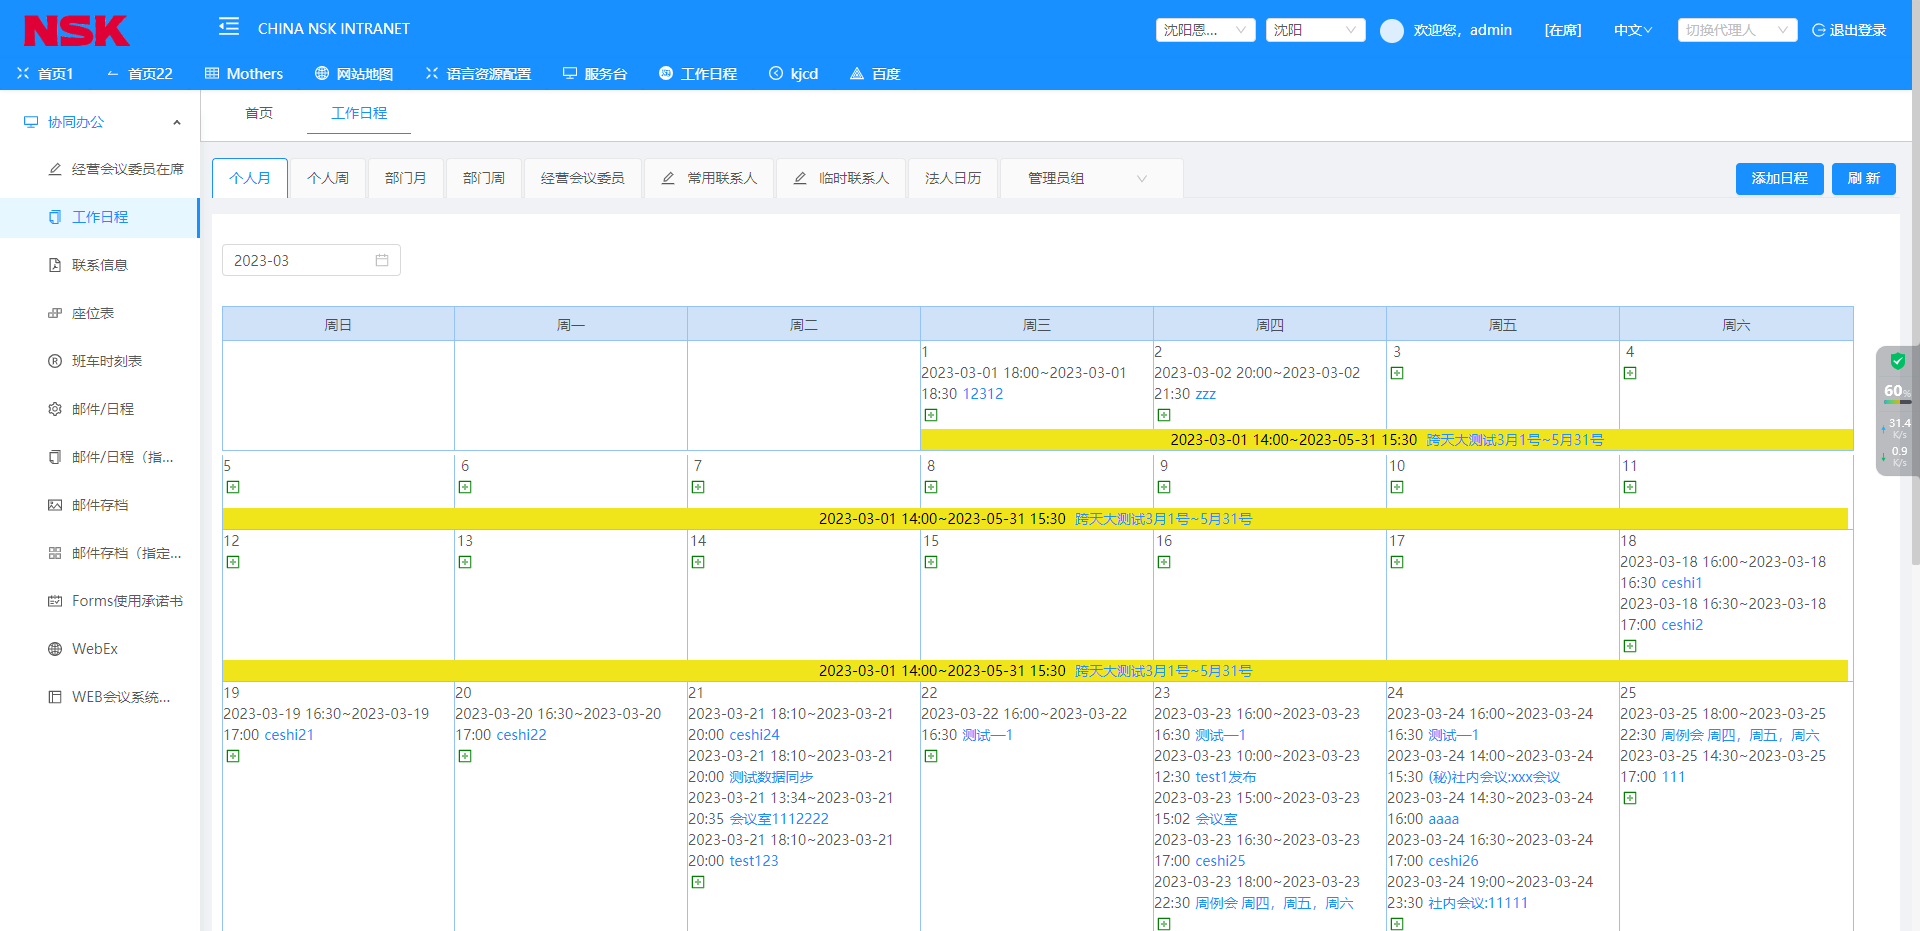 NSK
CHINA NSK INTRANET
沈阳恩...
沈阳
欢迎您，admin
[在席]
中文
切换代理人
退出登录
首页1
首页22
Mothers
网站地图
语言资源配置
服务台
工作日程
kjcd
百度
协同办公
经营会议委员在席
工作日程
联系信息
座位表
班车时刻表
邮件/日程
邮件/日程（指...
邮件存档
邮件存档（指定...
Forms使用承诺书
WebEx
WEB会议系统...
首页
工作日程
个人月
个人周
部门月
部门周
经营会议委员
常用联系人
临时联系人
法人日历
管理员组
添加日程
刷 新
2023-03
周日
周一
周二
周三
周四
周五
周六
1
2023-03-01 18:00~2023-03-01
18:30 12312
2
2023-03-02 20:00~2023-03-02
21:30 zzz
3
4
2023-03-01 14:00~2023-05-31 15:30 跨天大测试3月1号~5月31号
5
6
7
8
9
10
11
2023-03-01 14:00~2023-05-31 15:30 跨天大测试3月1号~5月31号
12
13
14
15
16
17
18
2023-03-18 16:00~2023-03-18
16:30 ceshi1
2023-03-18 16:30~2023-03-18
17:00 ceshi2
2023-03-01 14:00~2023-05-31 15:30 跨天大测试3月1号~5月31号
19
2023-03-19 16:30~2023-03-19
17:00 ceshi21
20
2023-03-20 16:30~2023-03-20
17:00 ceshi22
21
2023-03-21 18:10~2023-03-21
20:00 ceshi24
2023-03-21 18:10~2023-03-21
20:00 测试数据同步
2023-03-21 13:34~2023-03-21
20:35 会议室1112222
2023-03-21 18:10~2023-03-21
20:00 test123
22
2023-03-22 16:00~2023-03-22
16:30 测试—1
23
2023-03-23 16:00~2023-03-23
16:30 测试—1
2023-03-23 10:00~2023-03-23
12:30 test1发布
2023-03-23 15:00~2023-03-23
15:02 会议室
2023-03-23 16:30~2023-03-23
17:00 ceshi25
2023-03-23 18:00~2023-03-23
22:30 周例会 周四，周五，周六
24
2023-03-24 16:00~2023-03-24
16:30 测试—1
2023-03-24 14:00~2023-03-24
15:30 (秘)社内会议:xxx会议
2023-03-24 14:30~2023-03-24
16:00 aaaa
2023-03-24 16:30~2023-03-24
17:00 ceshi26
2023-03-24 19:00~2023-03-24
23:30 社内会议:11111
25
2023-03-25 18:00~2023-03-25
22:30 周例会 周四，周五，周六
2023-03-25 14:30~2023-03-25
17:00 111
60%
31.4
K/s
0.9
K/s